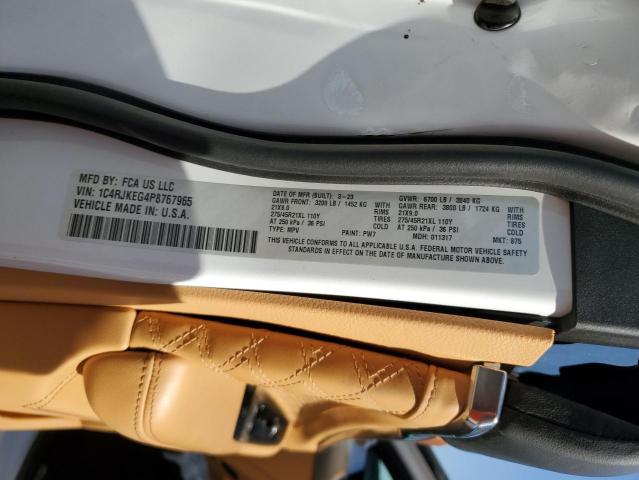 MFD BY: FCA US LLC
VIN: 1C4RJKEG4P8767965
VEHICLE MADE IN U.S.A.
DATE OF MFR (BUILT): 3-23
GAWR FRONT: 3200 LB / 1452 KG WITH
21X9.0 RIMS
275/45R21XL 110Y TIRES
AT 250 kPa / 36 PSI COLD
TYPE: MPV PAINT: PW7
GVWR: 6700 LB / 3040 KG
GAWR REAR: 3800 LB / 1724 KG WITH
21X9.0 RIMS
275/45R21XL 110Y TIRES
AT 250 kPa / 36 PSI COLD
MDH: 011317 MKT: 875
THIS VEHICLE CONFORMS TO ALL APPLICABLE U.S.A. FEDERAL MOTOR VEHICLE SAFETY
STANDARDS IN EFFECT ON THE DATE OF MANUFACTURE SHOWN ABOVE.